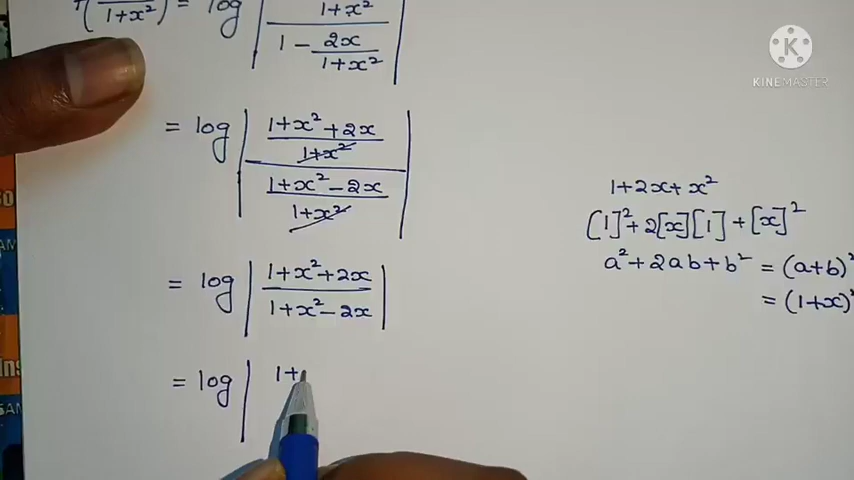 f(2x/1+x²) = log | 1+x² / 1 - 2x/1+x² |
= log | 1+x²+2x / 1+x² / 1+x²-2x / 1+x² |
= log | 1+x²+2x / 1+x²-2x |
= log | 1+
1+2x+x²
[1]²+2[x][1]+[x]²
a²+2ab+b² = (a+b)²
= (1+x)²
KINEMASTER